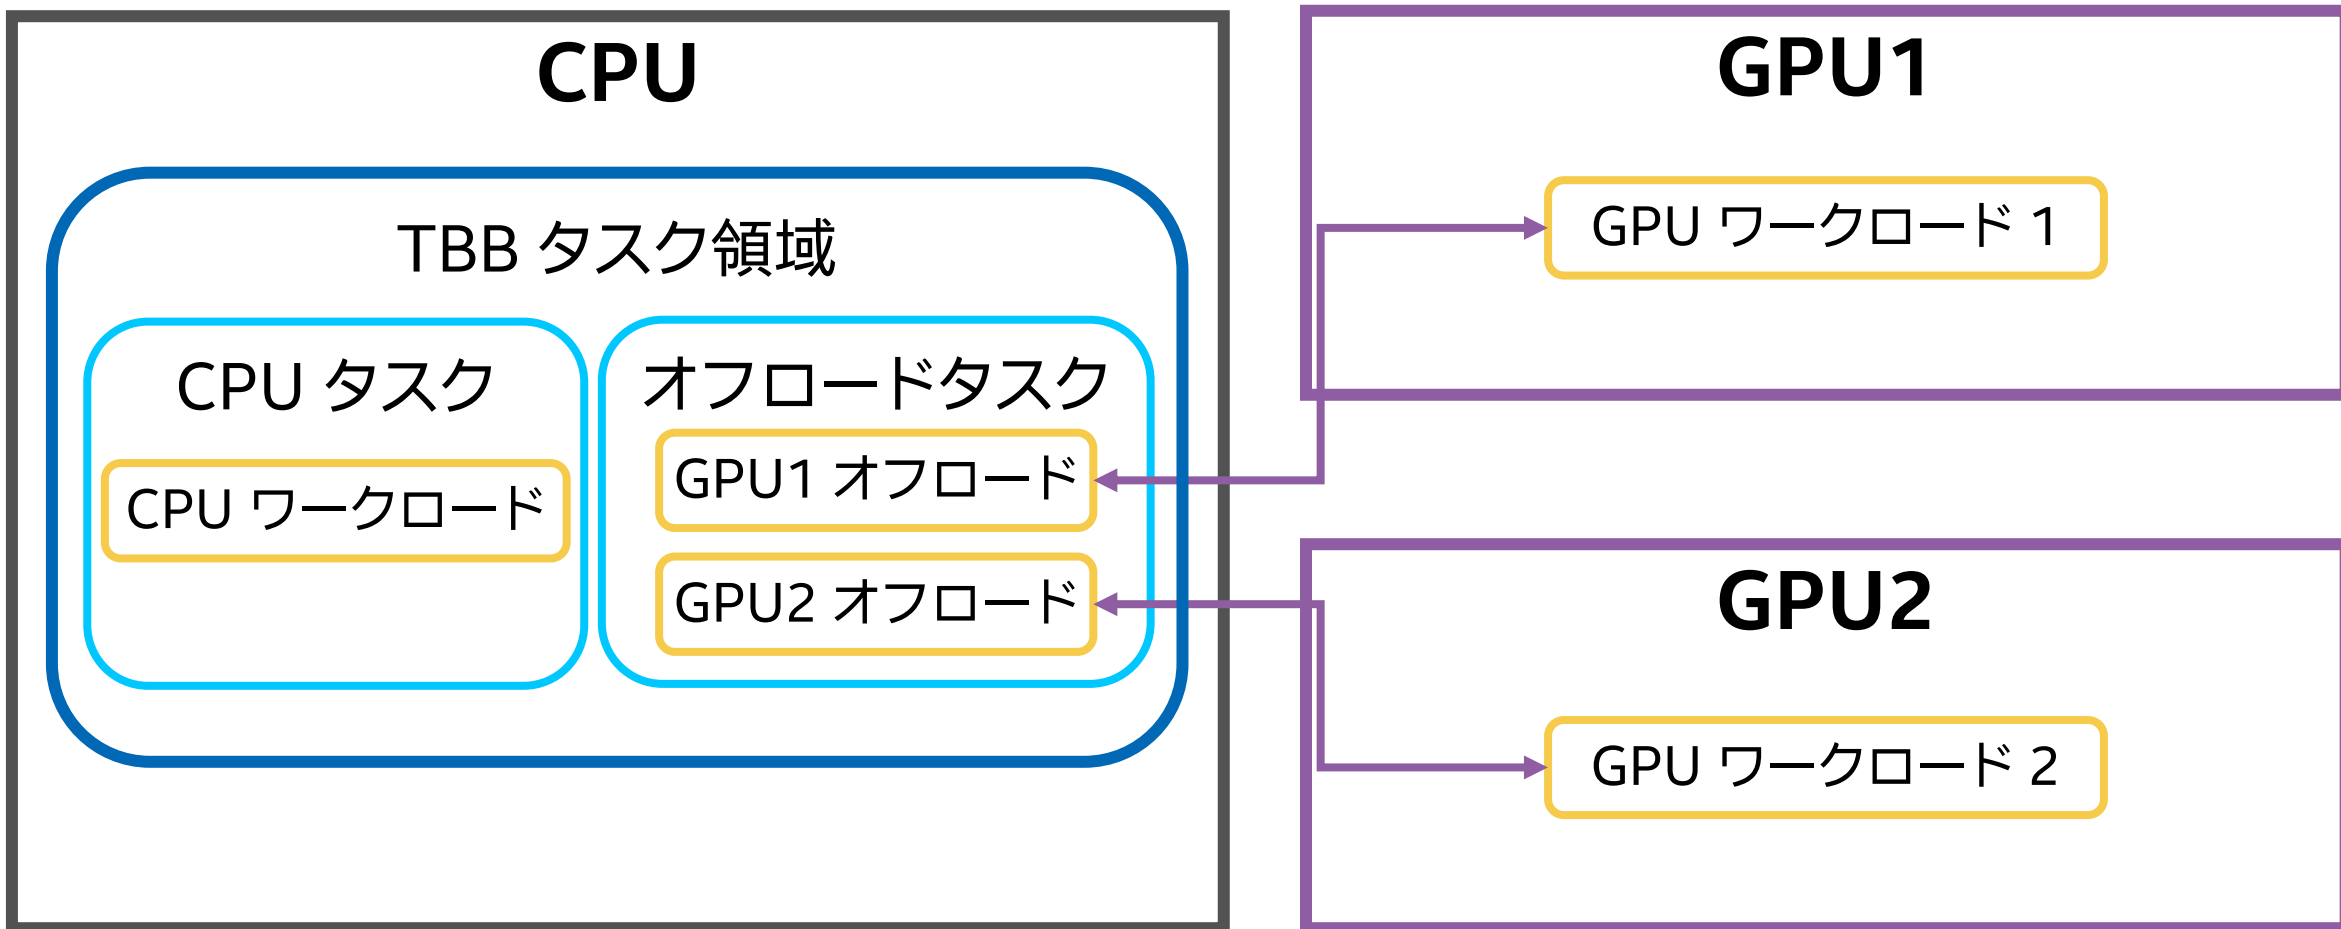 CPU
TBB タスク領域
CPU タスク
CPU ワークロード
オフロードタスク
GPU1 オフロード
GPU2 オフロード
GPU1
GPU ワークロード 1
GPU2
GPU ワークロード 2